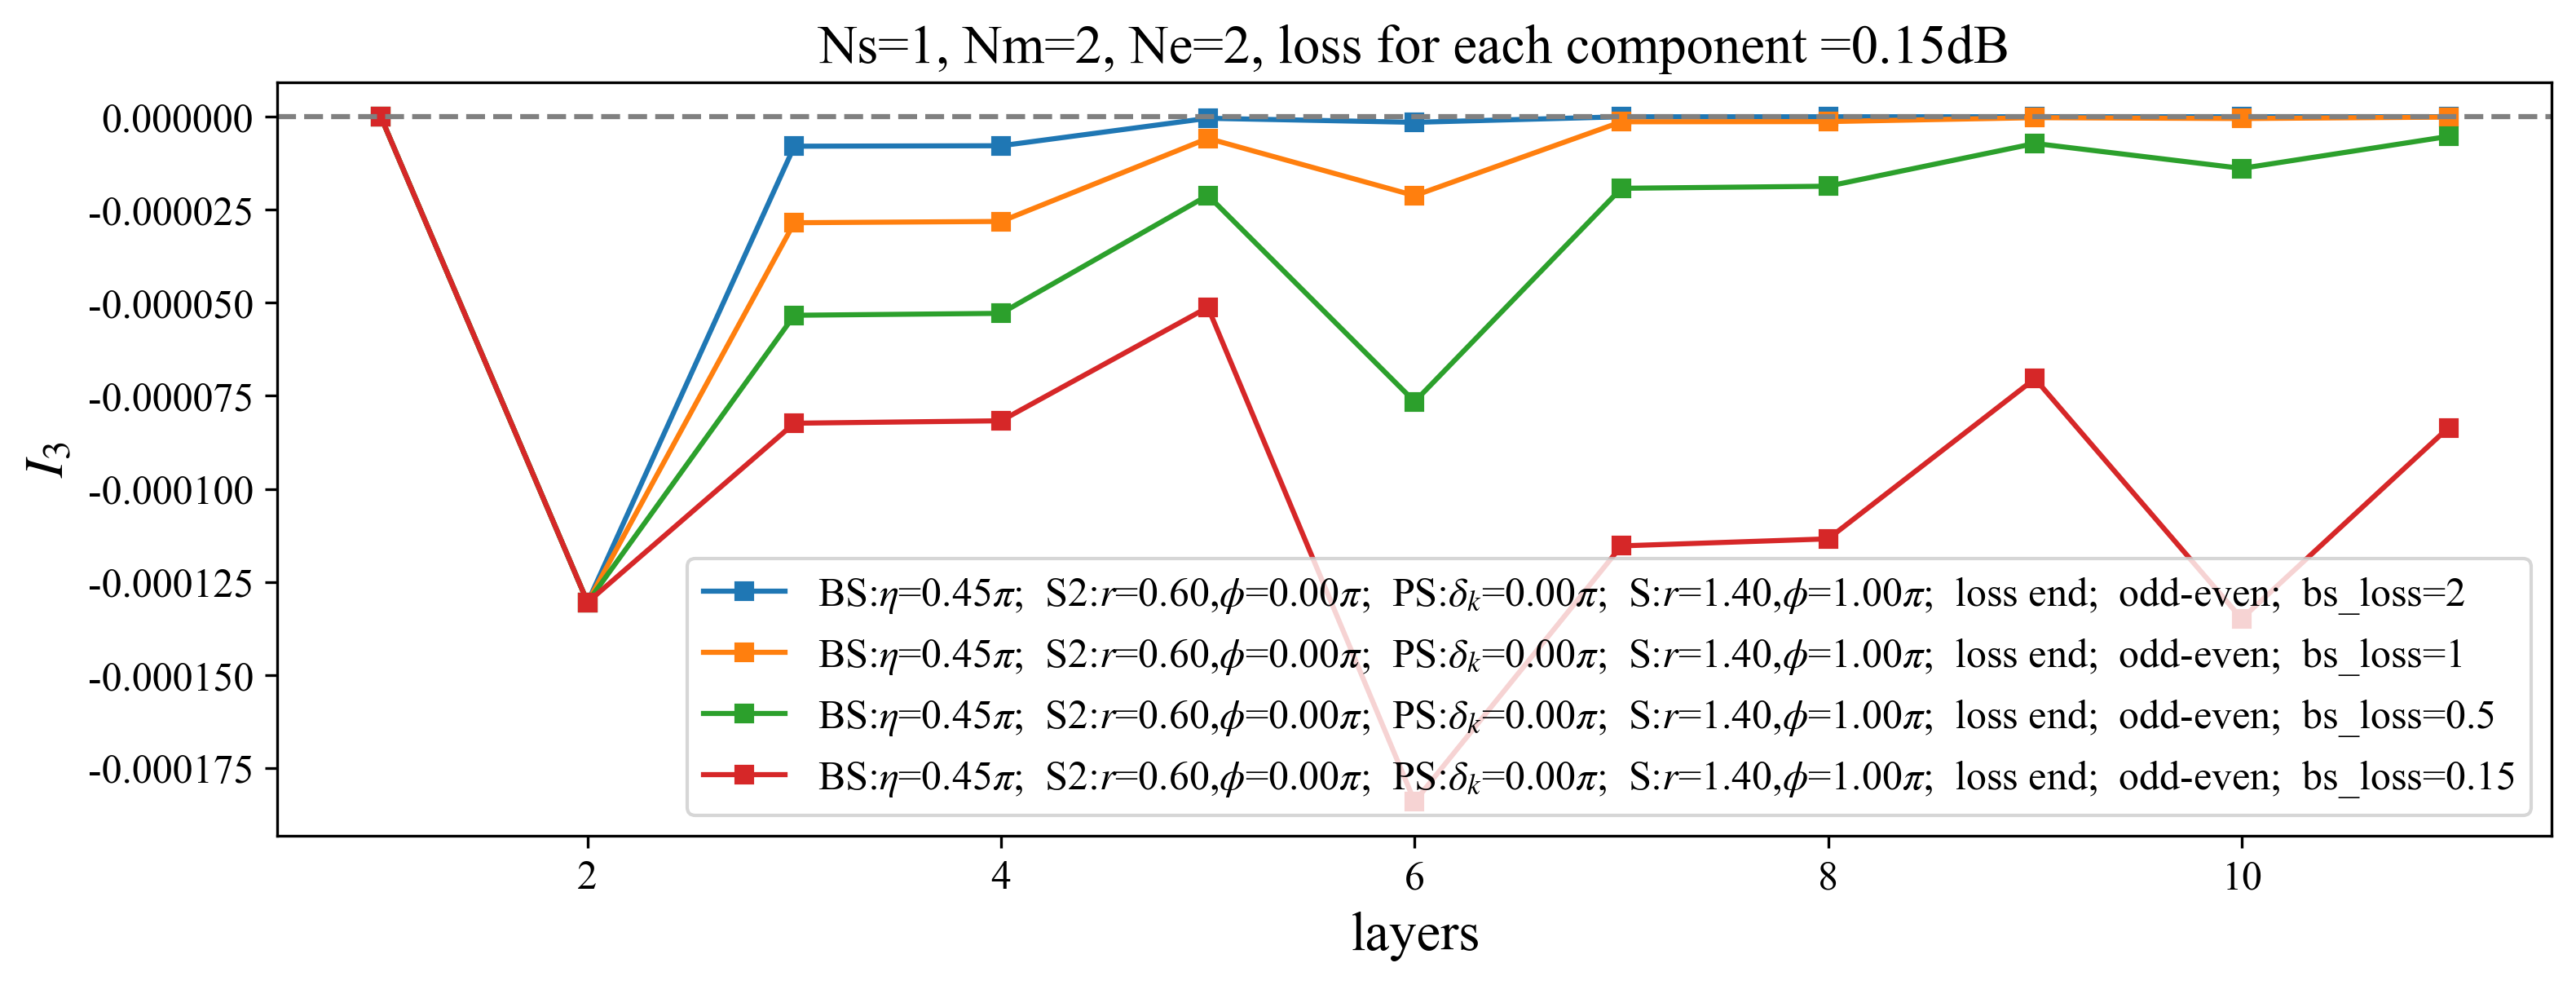 Ns=1, Nm=2, Ne=2, loss for each component =0.15dB
0.000000
-0.000025
-0.000050
-0.000075
-0.000100
-0.000125
-0.000150
-0.000175
I₃
BS:η=0.45π; S2:r=0.60,ϕ=0.00π; PS:δₖ=0.00π; S:r=1.40,ϕ=1.00π; loss end; odd-even; bs_loss=2
BS:η=0.45π; S2:r=0.60,ϕ=0.00π; PS:δₖ=0.00π; S:r=1.40,ϕ=1.00π; loss end; odd-even; bs_loss=1
BS:η=0.45π; S2:r=0.60,ϕ=0.00π; PS:δₖ=0.00π; S:r=1.40,ϕ=1.00π; loss end; odd-even; bs_loss=0.5
BS:η=0.45π; S2:r=0.60,ϕ=0.00π; PS:δₖ=0.00π; S:r=1.40,ϕ=1.00π; loss end; odd-even; bs_loss=0.15
2 4 6 8 10
layers